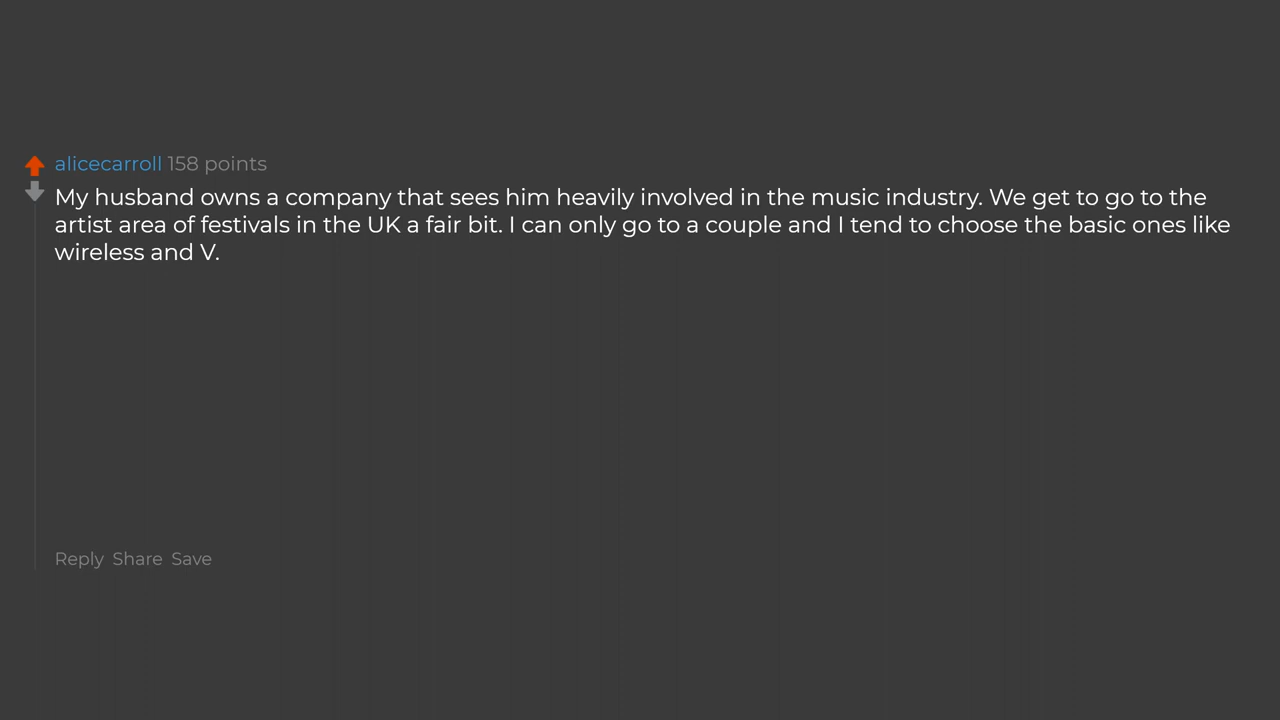 alicecarroll 158 points
My husband owns a company that sees him heavily involved in the music industry. We get to go to the
artist area of festivals in the UK a fair bit. I can only go to a couple and I tend to choose the basic ones like
wireless and V.
Reply Share Save